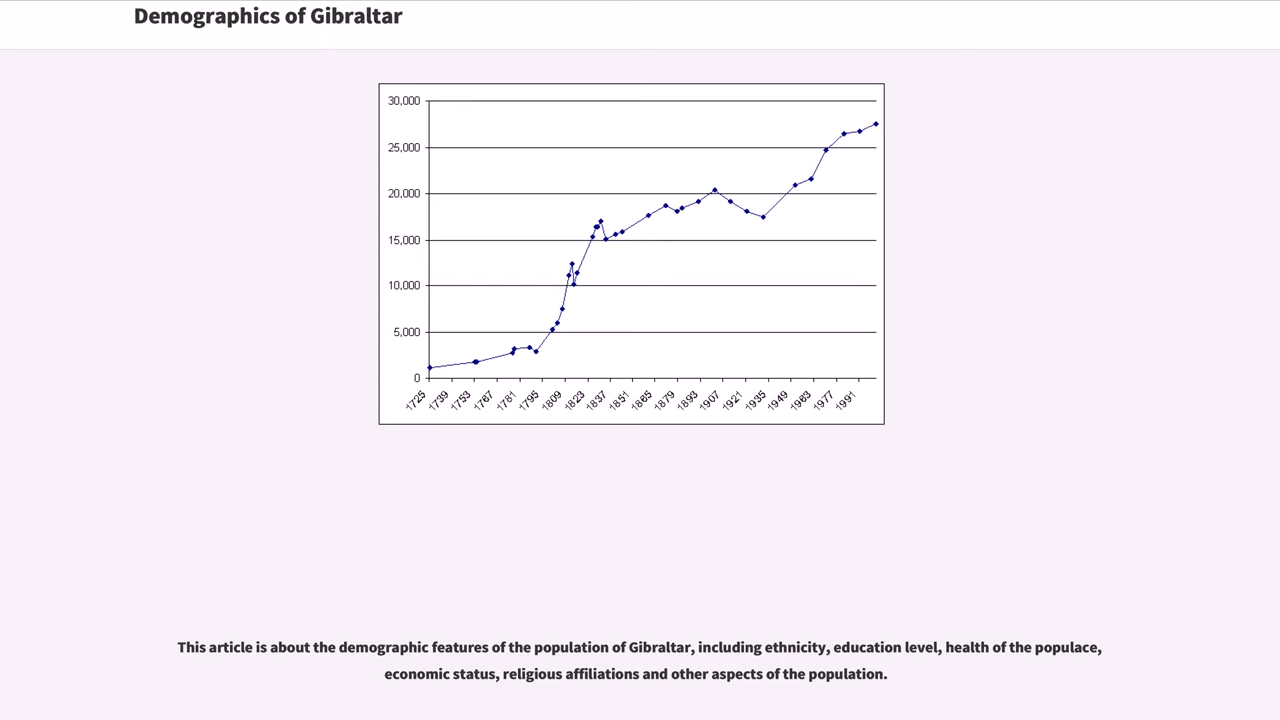 Demographics of Gibraltar
30,000
25,000
20,000
15,000
10,000
5,000
0
1725 1739 1753 1767 1781 1795 1809 1823 1837 1851 1865 1879 1893 1907 1921 1935 1949 1963 1977 1991
This article is about the demographic features of the population of Gibraltar, including ethnicity, education level, health of the populace,
economic status, religious affiliations and other aspects of the population.